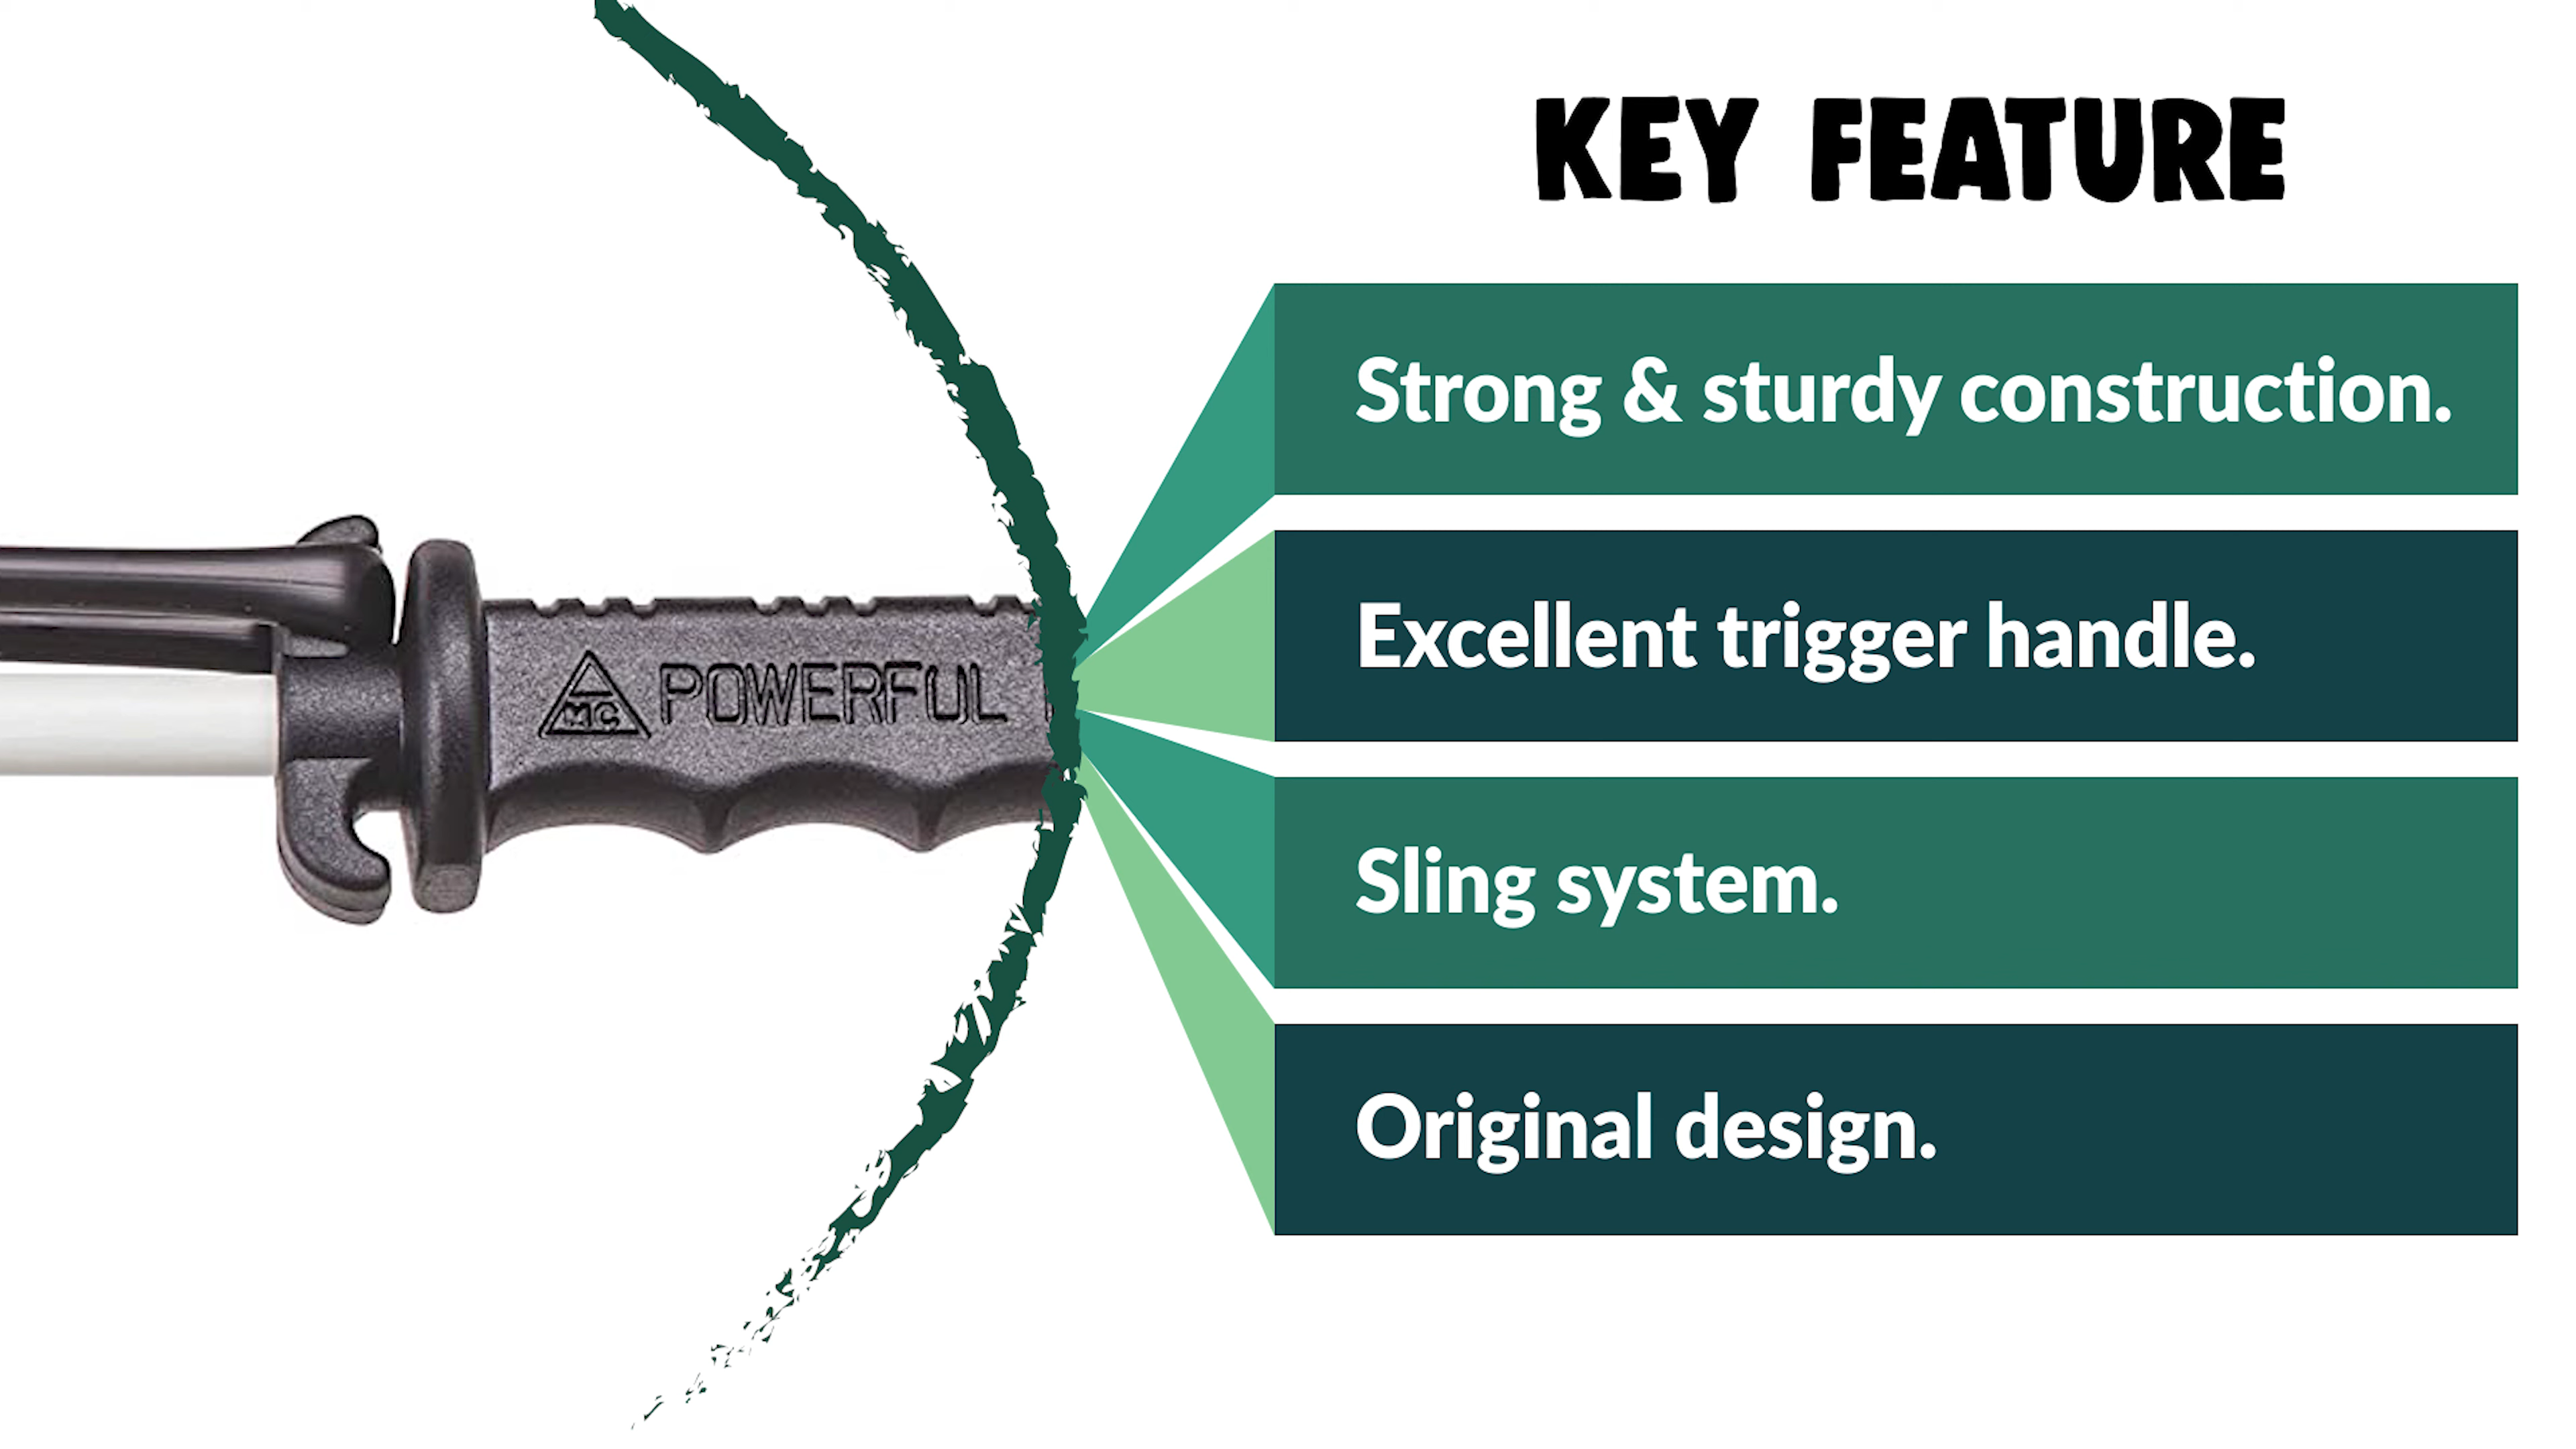 KEY FEATURE
Strong & sturdy construction.
Excellent trigger handle.
Sling system.
Original design.
MC POWERFUL